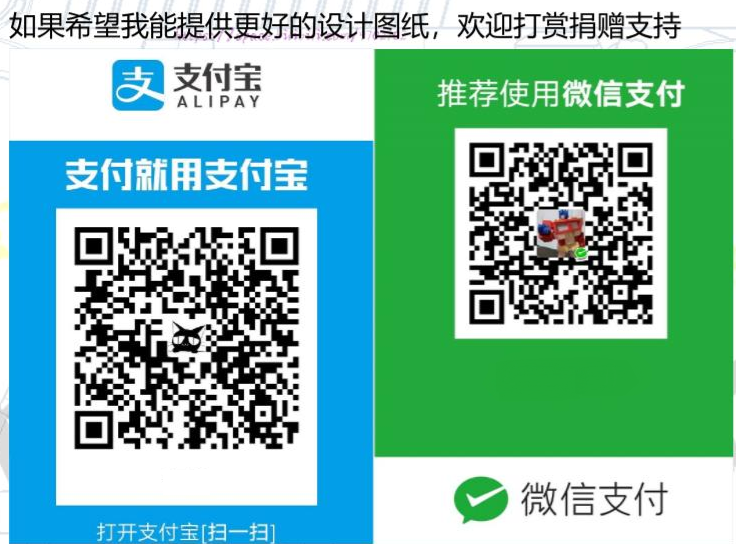 如果希望我能提供更好的设计图纸，欢迎打赏捐赠支持
支付宝
ALIPAY
支付就用支付宝
打开支付宝[扫一扫]
推荐使用微信支付
微信支付